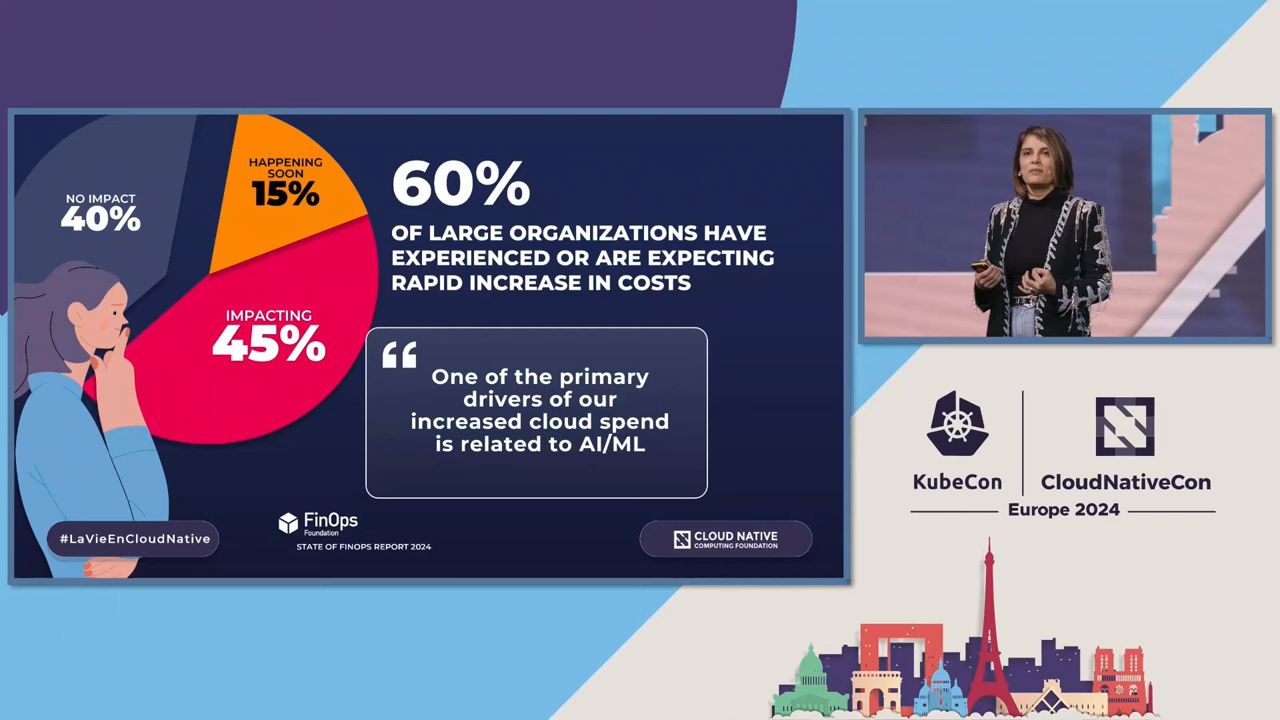 NO IMPACT
40%
HAPPENING
SOON
15%
IMPACTING
45%
60%
OF LARGE ORGANIZATIONS HAVE
EXPERIENCED OR ARE EXPECTING
RAPID INCREASE IN COSTS
“
One of the primary
drivers of our
increased cloud spend
is related to AI/ML
#LaVieEnCloudNative
FinOps
Foundation
STATE OF FINOPS REPORT 2024
CLOUD NATIVE
COMPUTING FOUNDATION
KubeCon
CloudNativeCon
Europe 2024